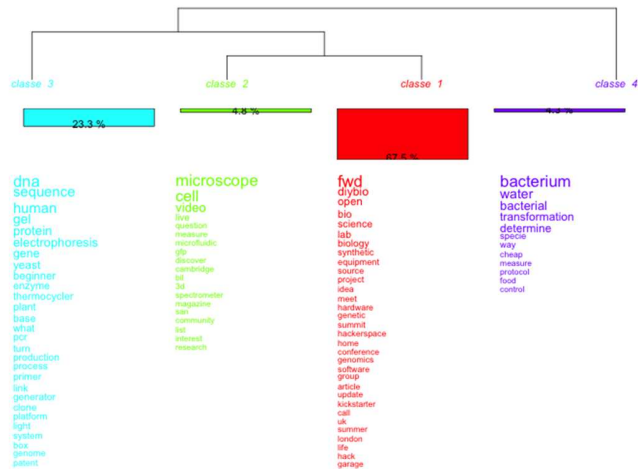 classe 3
classe 2
classe 1
classe 4
23.3 %
4.8 %
67.5 %
4.3 %
dna
sequence
human
gel
protein
electrophoresis
gene
yeast
beginner
enzyme
thermocycler
plant
base
what
pcr
turn
production
process
primer
link
generator
clone
platform
light
system
box
genome
patent
microscope
cell
video
live
question
measure
microfluidic
gfp
discover
cambridge
bit
3d
spectrometer
magazine
san
community
list
interest
research
fwd
diybio
open
bio
science
lab
biology
synthetic
equipment
source
project
idea
meet
hardware
genetic
summit
hackerspace
home
conference
genomics
software
group
article
update
kickstarter
call
uk
summer
london
life
hack
garage
bacterium
water
bacterial
transformation
determine
specie
way
cheap
measure
protocol
food
control